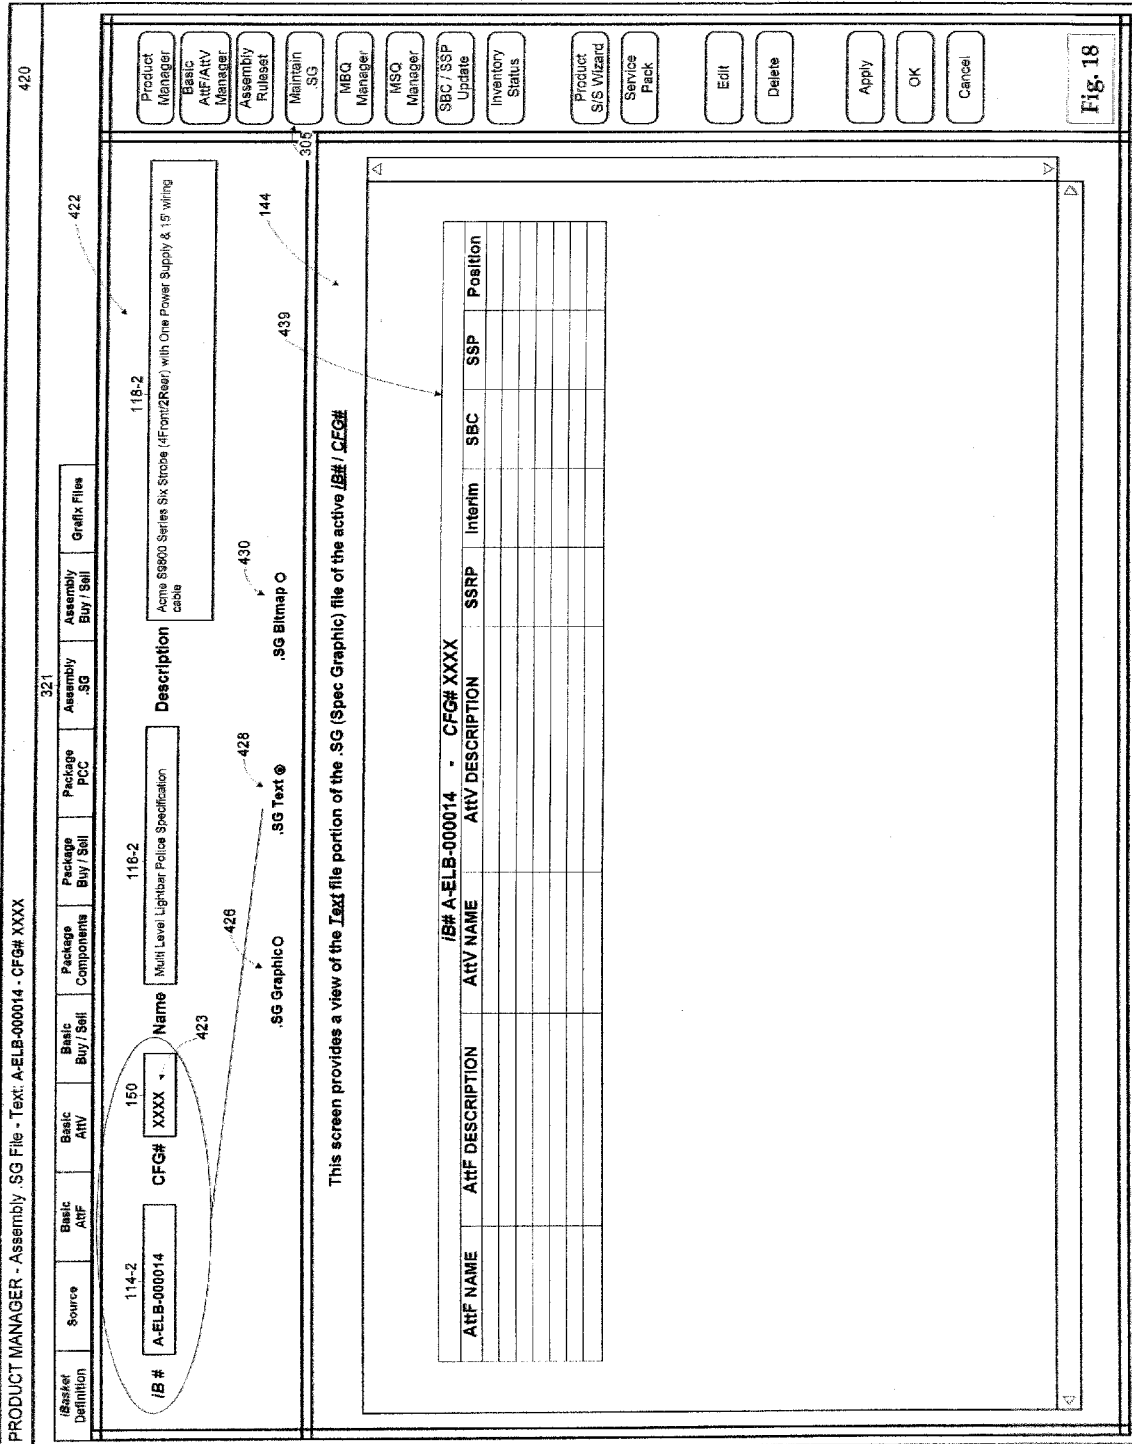 PRODUCT MANAGER - Assembly .SG File - Text: A-ELB-000014 - CFG# XXXX
420
321
iBasket Definition
Source
Basic AttF
Basic AttV
Basic Buy / Sell
Package Components
Package Buy / Sell
Package PCC
Assembly .SG
Assembly Buy / Sell
Grafix Files
422
114-2
150
116-2
118-2
iB # A-ELB-000014 CFG# XXXX Name Multi Level Lightbar Police Specification Description Acme S9800 Series Six Strobe (4Front/2Rear) with One Power Supply & 15' wiring
cable
423
426
428
430
.SG Graphic
.SG Text
.SG Bitmap
305
This screen provides a view of the Text file portion of the .SG (Spec Graphic) file of the active iB# / CFG#
144
439
iB# A-ELB-000014 - CFG# XXXX
AttF NAME AttF DESCRIPTION AttV NAME AttV DESCRIPTION SSRP Interim SBC SSP Position
Product
Manager
Basic
AttF/AttV
Manager
Assembly
Ruleset
Maintain
.SG
MBQ
Manager
MSQ
Manager
SBC / SSP
Update
Inventory
Status
Product
S/S Wizard
Service
Pack
Edit
Delete
Apply
OK
Cancel
Fig. 18